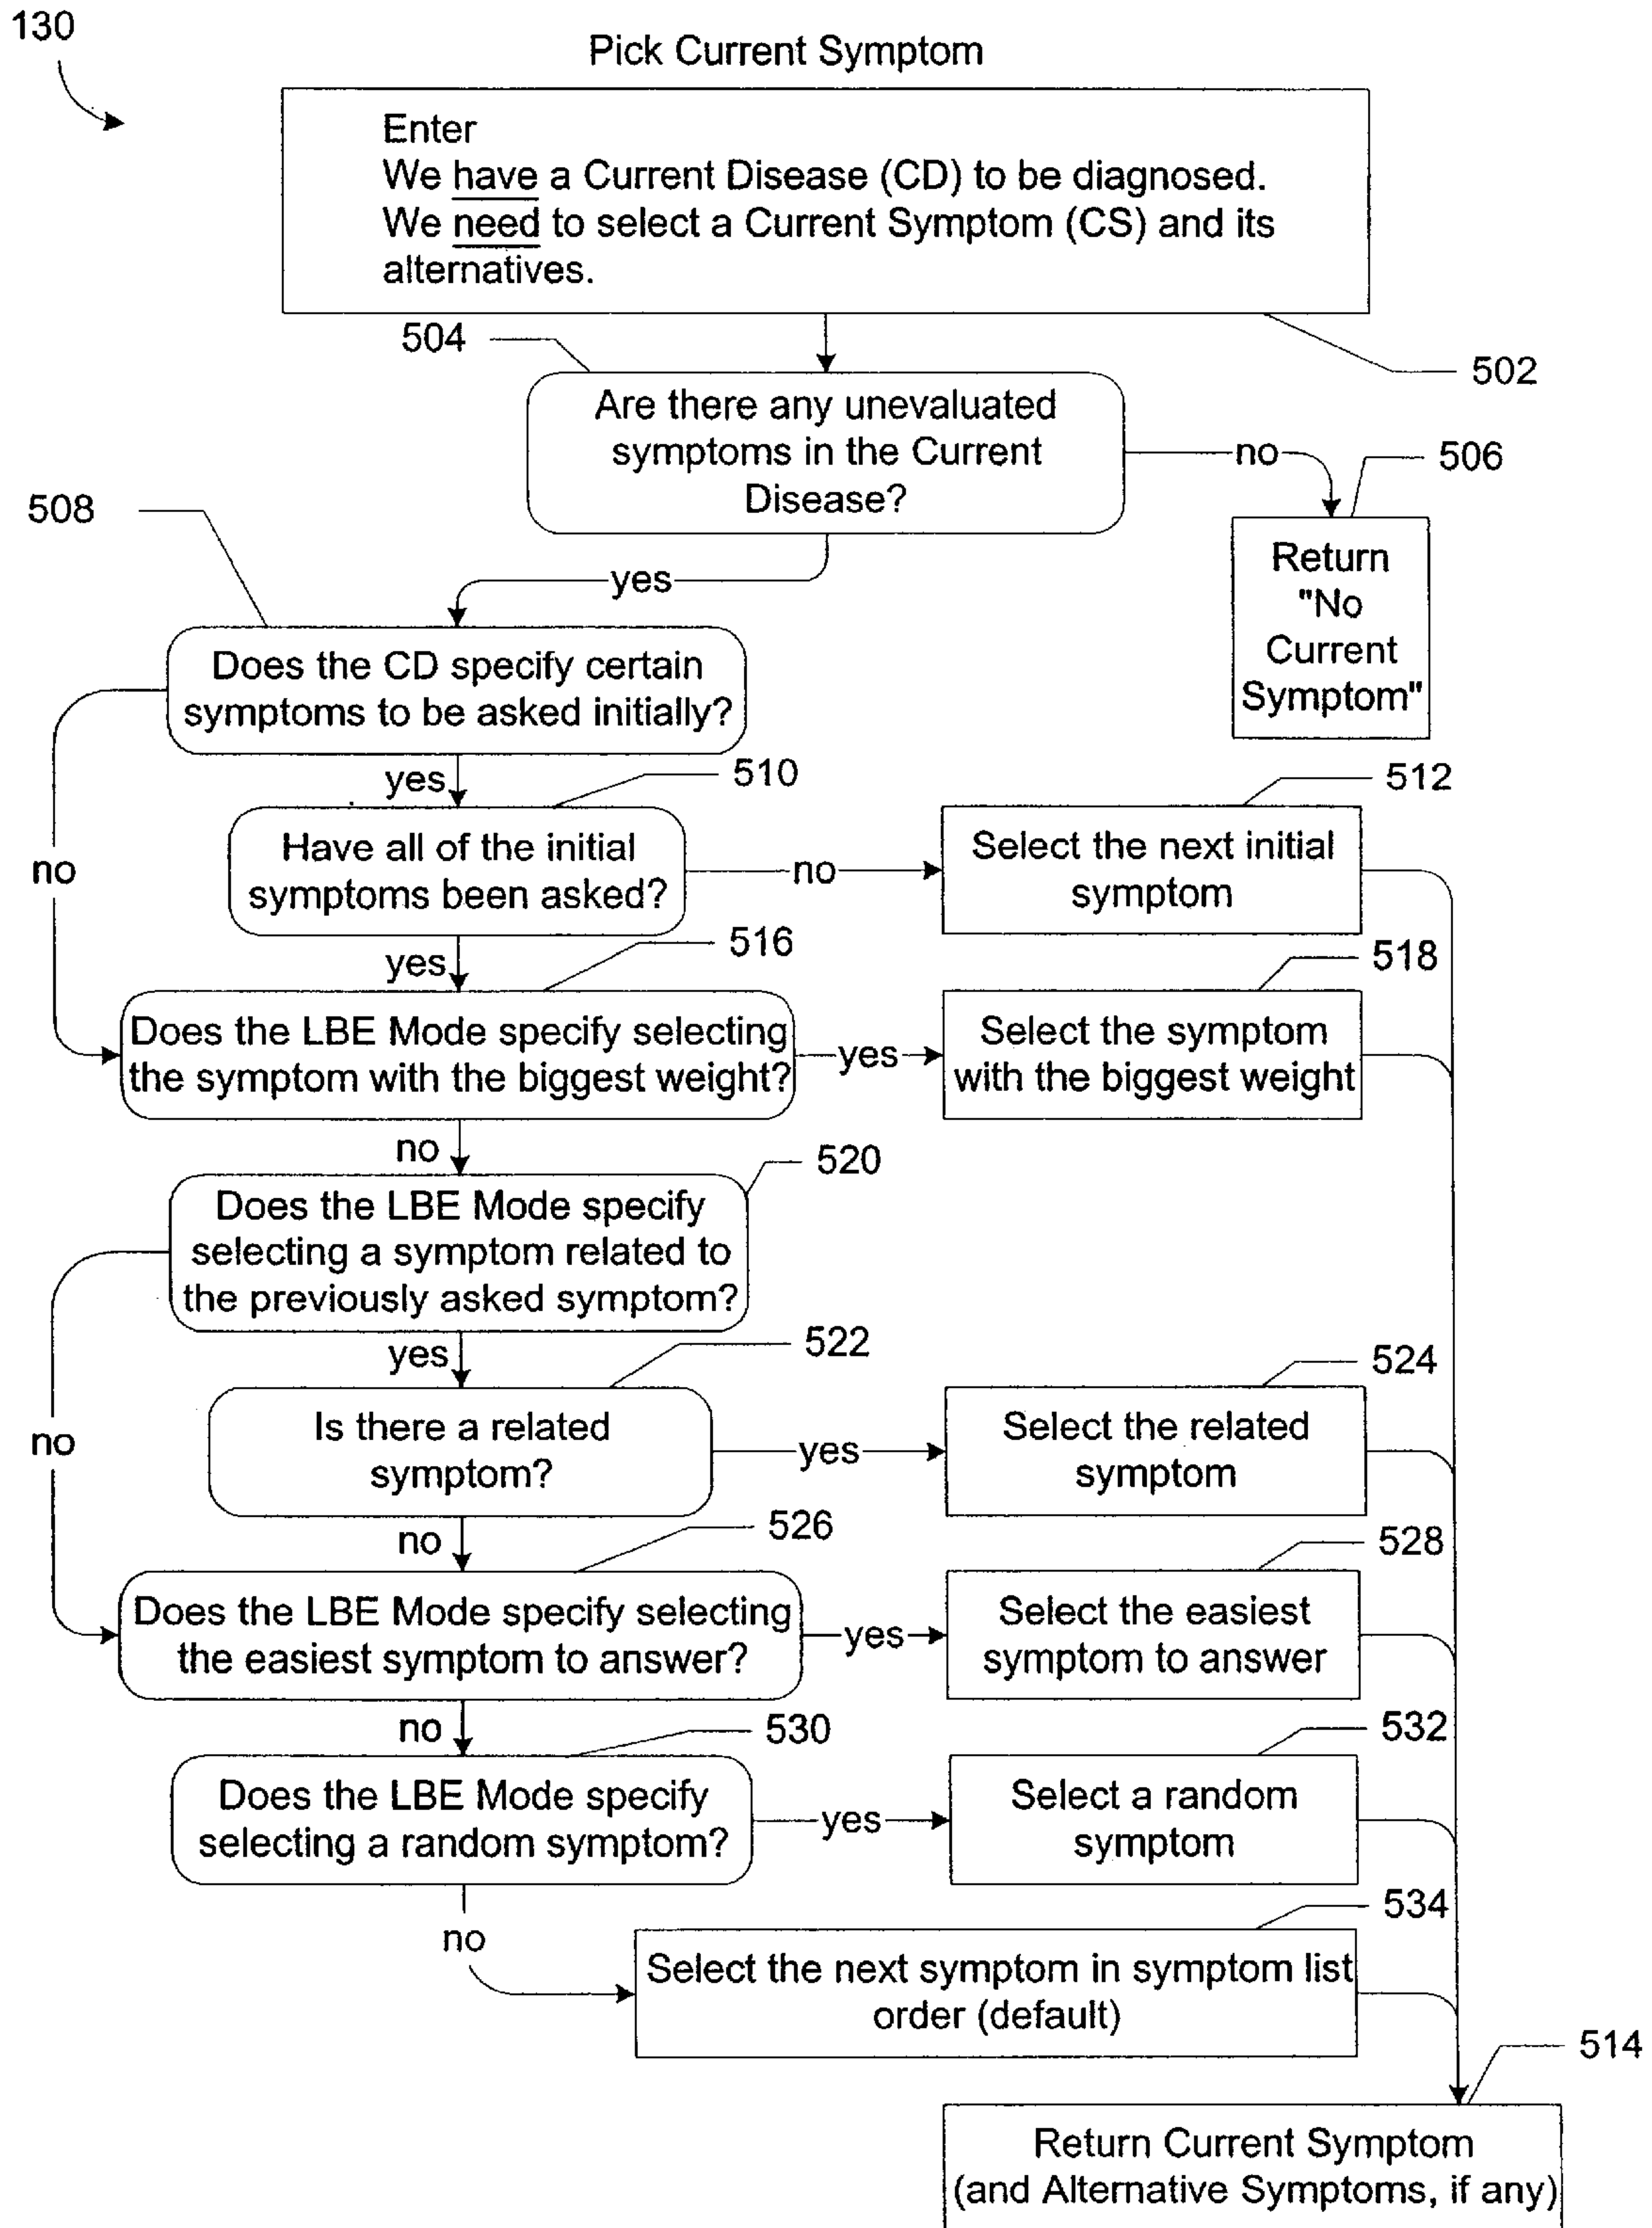 130
Pick Current Symptom
Enter
We have a Current Disease (CD) to be diagnosed.
We need to select a Current Symptom (CS) and its
alternatives.
504
502
Are there any unevaluated
symptoms in the Current
Disease?
no
506
508
yes
Return
"No
Current
Symptom"
Does the CD specify certain
symptoms to be asked initially?
yes
510
512
no
Have all of the initial
symptoms been asked?
no
Select the next initial
symptom
yes
516
518
Does the LBE Mode specify selecting
the symptom with the biggest weight?
yes
Select the symptom
with the biggest weight
no
520
Does the LBE Mode specify
selecting a symptom related to
the previously asked symptom?
yes
522
524
no
Is there a related
symptom?
yes
Select the related
symptom
no
526
528
Does the LBE Mode specify selecting
the easiest symptom to answer?
yes
Select the easiest
symptom to answer
no
530
532
Does the LBE Mode specify
selecting a random symptom?
yes
Select a random
symptom
534
no
Select the next symptom in symptom list
order (default)
514
Return Current Symptom
(and Alternative Symptoms, if any)